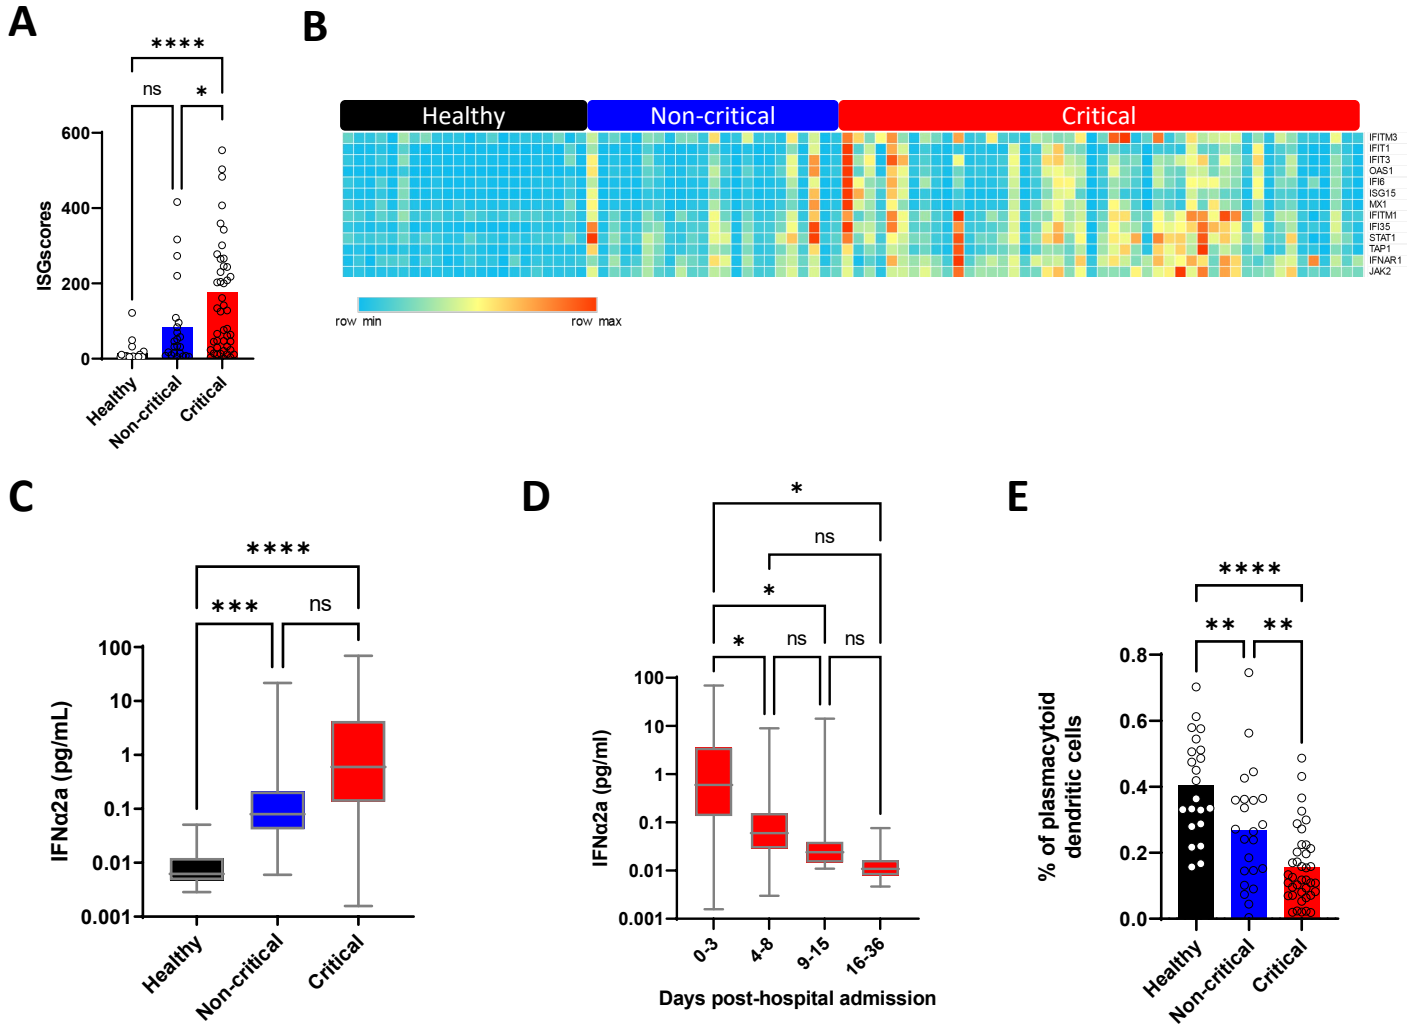 A
B
****
ns
*
ISGscores
600
400
200
0
Healthy
Non-critical
Critical
Healthy
Non-critical
Critical
IFITM3
IFIT1
IFIT3
OAS1
IFI6
ISG15
MX1
IFITM1
IFI35
STAT1
TAP1
IFNAR1
JAK2
row min
row max
C
****
***
ns
IFNα2a (pg/mL)
100
10
1
0.1
0.01
0.001
Healthy
Non-critical
Critical
D
*
ns
*
*
ns
ns
IFNα2a (pg/ml)
100
10
1
0.1
0.01
0.001
0-3
4-8
9-15
16-36
Days post-hospital admission
E
****
**
**
% of plasmacytoid
dendritic cells
0.8
0.6
0.4
0.2
0.0
Healthy
Non-critical
Critical